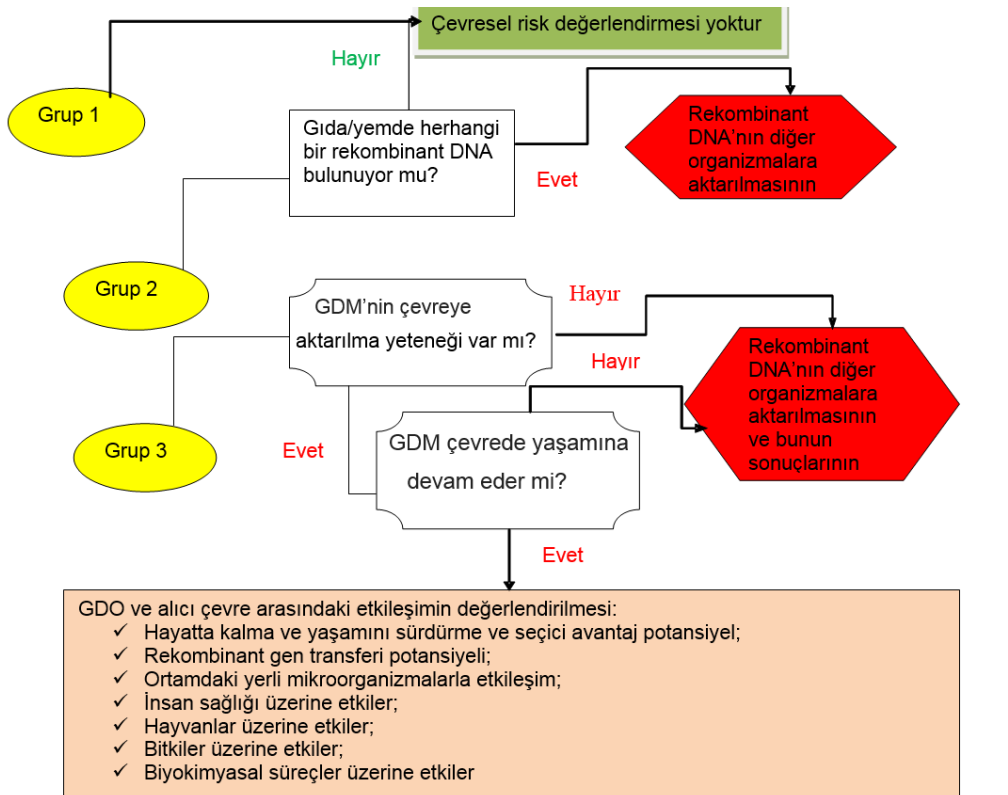 Çevresel risk değerlendirmesi yoktur
Hayır
Grup 1
Gıda/yemde herhangi
bir rekombinant DNA
bulunuyor mu?
Evet
Rekombinant
DNA’nın diğer
organizmalara
aktarılmasının
Grup 2
GDM’nin çevreye
aktarılma yeteneği var mı?
Hayır
Hayır
Rekombinant
DNA’nın diğer
organizmalara
aktarılmasının
ve bunun
sonuçlarının
Grup 3
Evet
GDM çevrede yaşamına
devam eder mi?
Evet
GDO ve alıcı çevre arasındaki etkileşimin değerlendirilmesi:
✓ Hayatta kalma ve yaşamını sürdürme ve seçici avantaj potansiyel;
✓ Rekombinant gen transferi potansiyeli;
✓ Ortamdaki yerli mikroorganizmalarla etkileşim;
✓ İnsan sağlığı üzerine etkiler;
✓ Hayvanlar üzerine etkiler;
✓ Bitkiler üzerine etkiler;
✓ Biyokimyasal süreçler üzerine etkiler